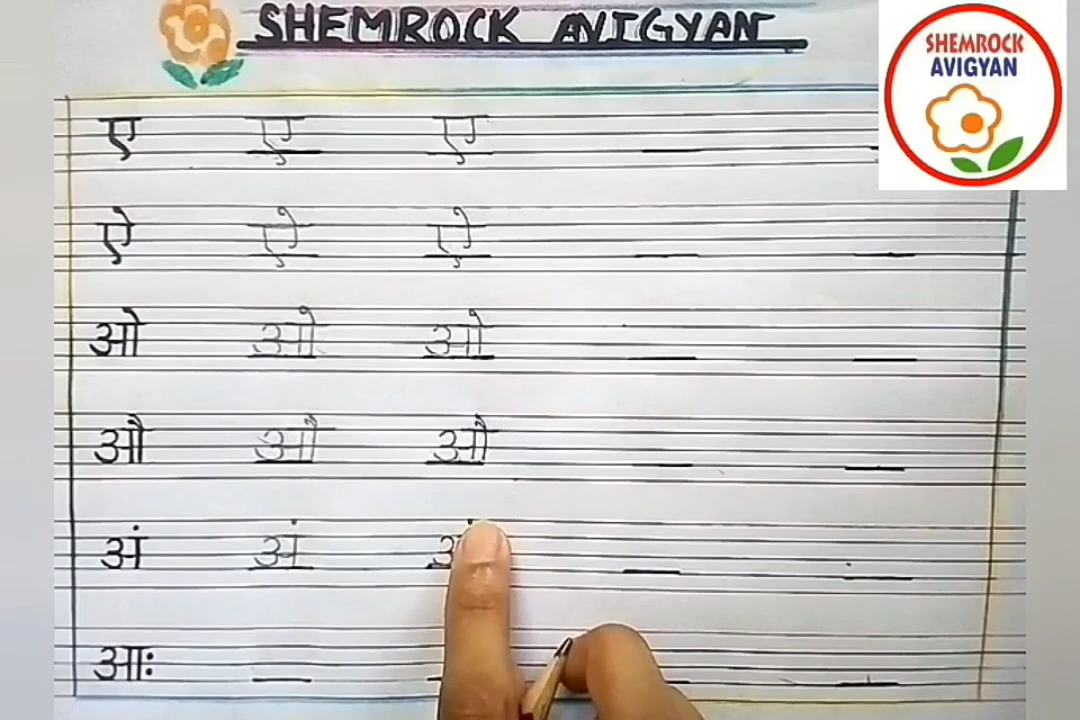 SHEMROCK AVIGYAN
SHEMROCK
AVIGYAN
ए ए ए
ऐ ऐ ऐ
ओ ओ ओ
औ औ औ
अं अं
आः